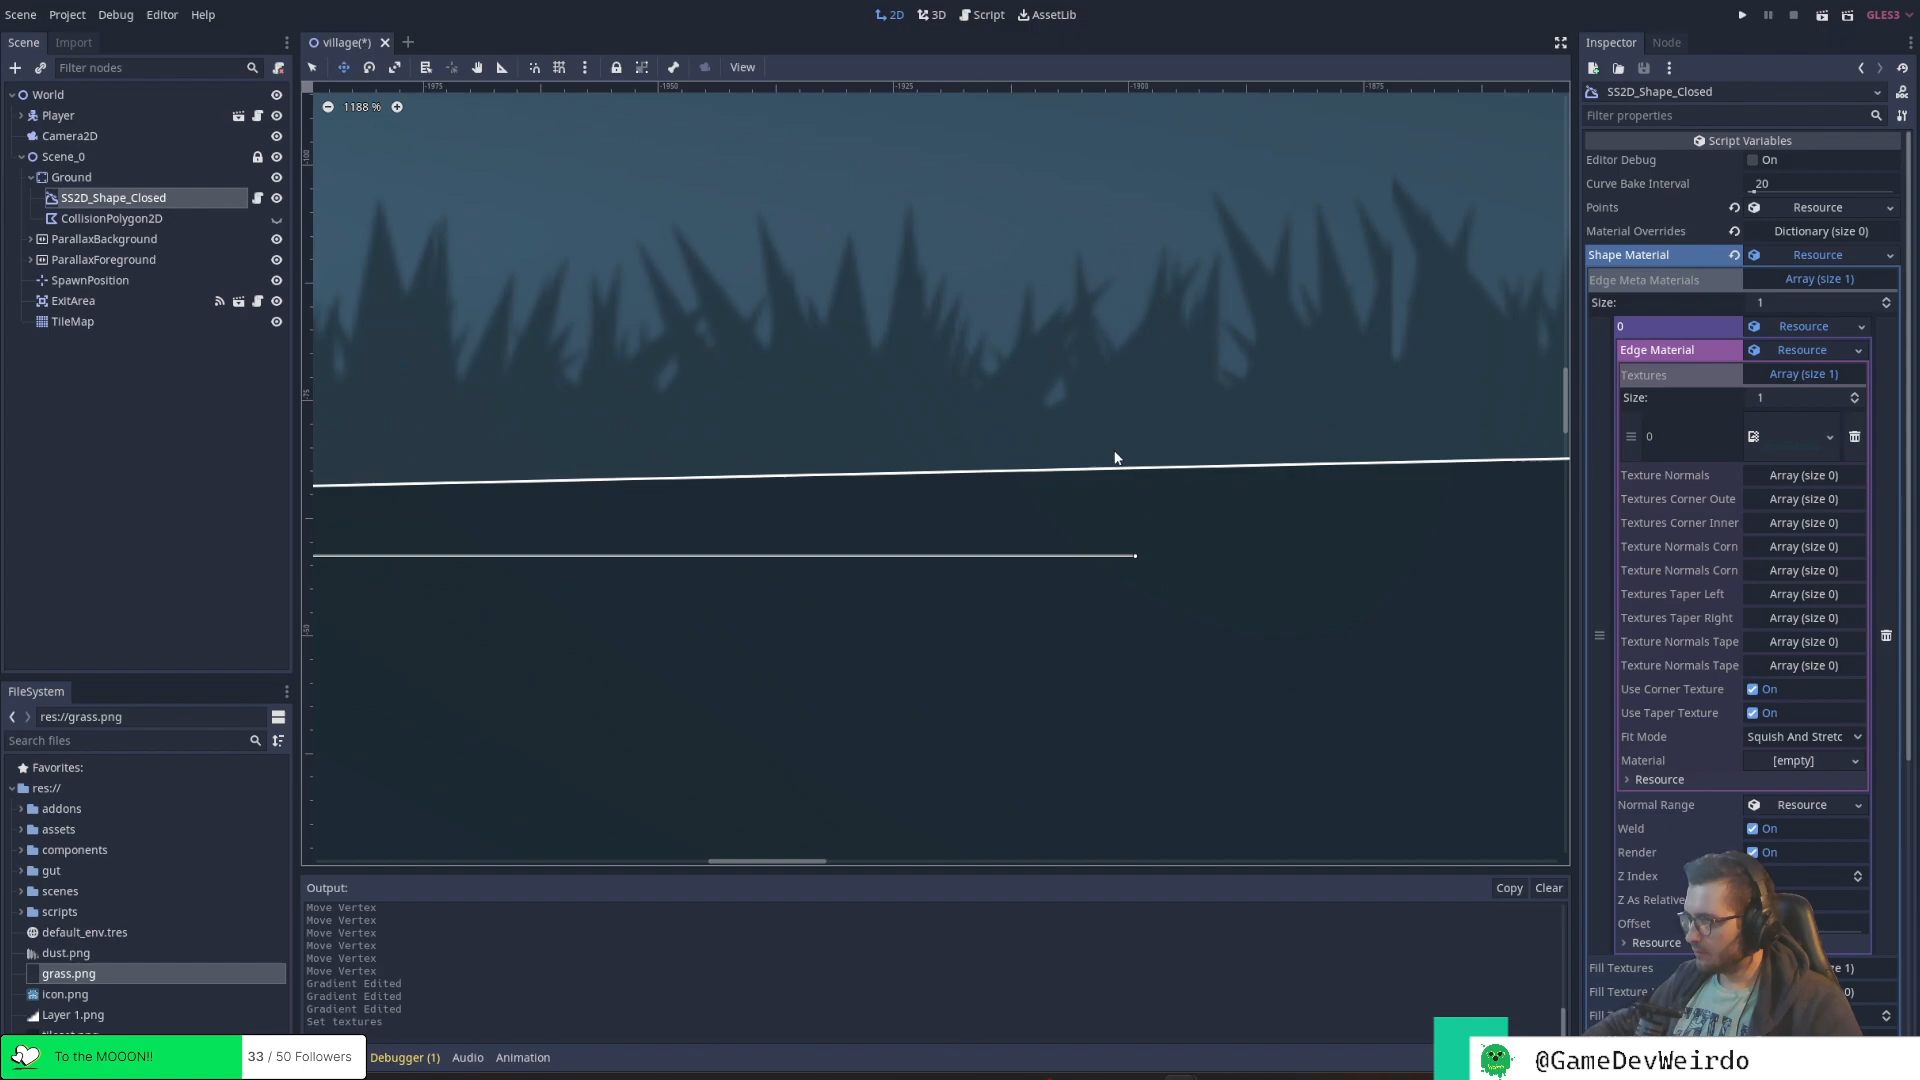 Scene Project Debug Editor Help
2D 3D Script AssetLib
GLES3
Scene Import
village(*)
Inspector Node
Filter nodes
View
SS2D_Shape_Closed
World
Player
Camera2D
Scene_0
Ground
SS2D_Shape_Closed
CollisionPolygon2D
ParallaxBackground
ParallaxForeground
SpawnPosition
ExitArea
TileMap
-1975 -1950 -1925 -1900 -1875
1188 %
-100
-75
-50
Filter properties
Script Variables
Editor Debug On
Curve Bake Interval 20
Points Resource
Material Overrides Dictionary (size 0)
Shape Material Resource
Edge Meta Materials Array (size 1)
Size: 1
0 Resource
Edge Material Resource
Textures Array (size 1)
Size: 1
0
Texture Normals Array (size 0)
Textures Corner Oute Array (size 0)
Textures Corner Inner Array (size 0)
Texture Normals Corn Array (size 0)
Texture Normals Corn Array (size 0)
Textures Taper Left Array (size 0)
Textures Taper Right Array (size 0)
Texture Normals Tape Array (size 0)
Texture Normals Tape Array (size 0)
Use Corner Texture On
Use Taper Texture On
Fit Mode Squish And Stretc
Material [empty]
Resource
Normal Range Resource
Weld On
Render On
Z Index
Z As Relative
Offset
Resource
Fill Textures
Fill Texture
FileSystem
res://grass.png
Search files
Favorites:
res://
addons
assets
components
gut
scenes
scripts
default_env.tres
dust.png
grass.png
icon.png
Layer 1.png
Output:
Copy Clear
Move Vertex
Move Vertex
Move Vertex
Move Vertex
Move Vertex
Move Vertex
Gradient Edited
Gradient Edited
Gradient Edited
Set textures
Debugger (1) Audio Animation
To the MOOON!! 33 / 50 Followers
@GameDevWeirdo